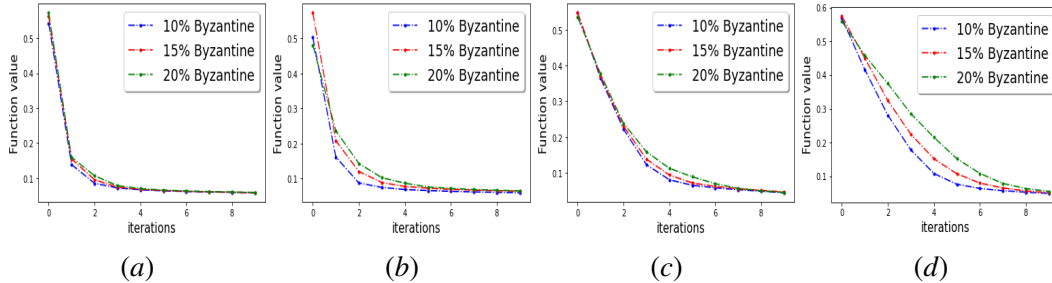 Function value
0.5
0.4
0.3
0.2
0.1
0 2 4 6 8
iterations
10% Byzantine
15% Byzantine
20% Byzantine
(a)
Function value
0.5
0.4
0.3
0.2
0.1
0 2 4 6 8
iterations
10% Byzantine
15% Byzantine
20% Byzantine
(b)
Function value
0.5
0.4
0.3
0.2
0.1
0 2 4 6 8
iterations
10% Byzantine
15% Byzantine
20% Byzantine
(c)
Function value
0.6
0.5
0.4
0.3
0.2
0.1
0 2 4 6 8
iterations
10% Byzantine
15% Byzantine
20% Byzantine
(d)